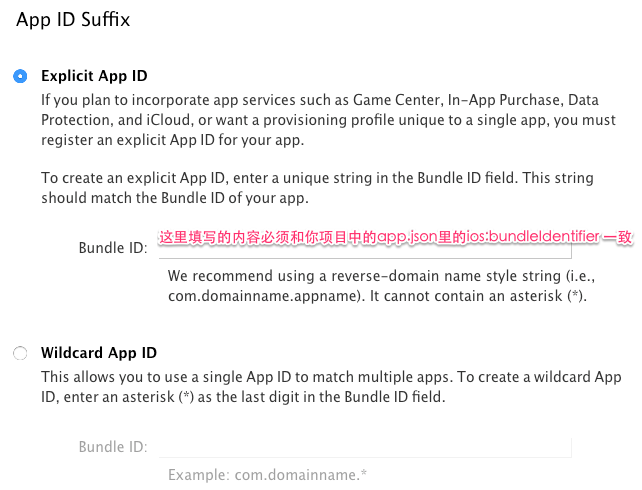 App ID Suffix
Explicit App ID
If you plan to incorporate app services such as Game Center, In-App Purchase, Data
Protection, and iCloud, or want a provisioning profile unique to a single app, you must
register an explicit App ID for your app.
To create an explicit App ID, enter a unique string in the Bundle ID field. This string
should match the Bundle ID of your app.
Bundle ID: 这里填写的内容必须和你项目中的app.json里的ios:bundleIdentifier 一致
We recommend using a reverse-domain name style string (i.e.,
com.domainname.appname). It cannot contain an asterisk (*).
Wildcard App ID
This allows you to use a single App ID to match multiple apps. To create a wildcard App
ID, enter an asterisk (*) as the last digit in the Bundle ID field.
Bundle ID:
Example: com.domainname.*